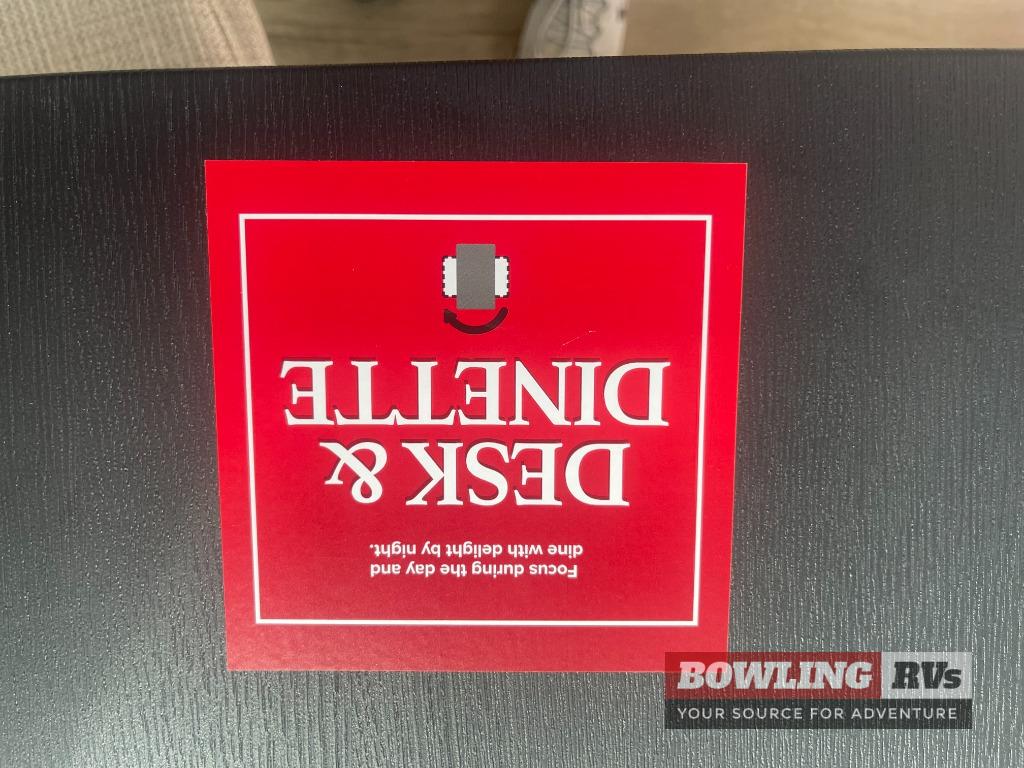 Focus during the day and
dine with delight by night.
DESK &
DINETTE
BOWLING RVs
YOUR SOURCE FOR ADVENTURE